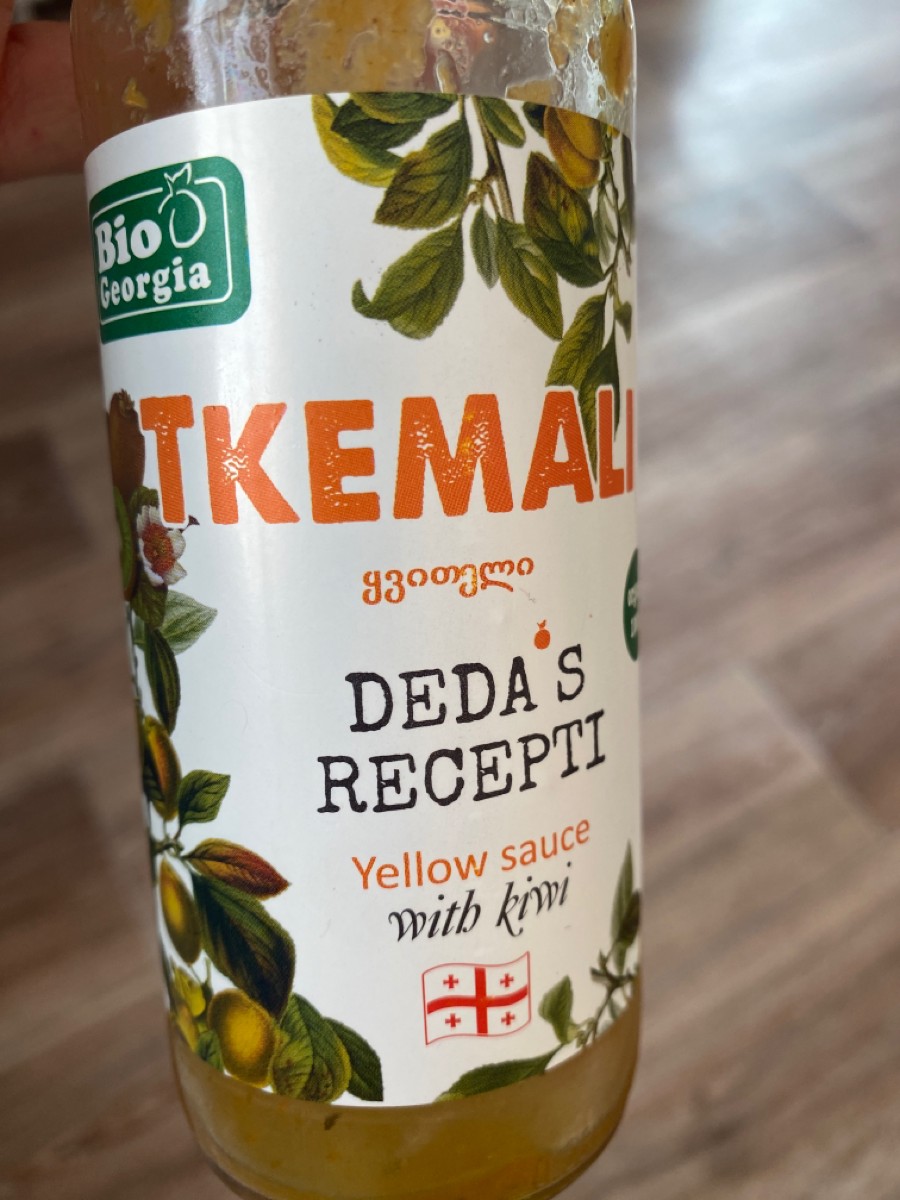 Bio
Georgia
TKEMALI
ყვითელი
DEDA'S
RECEPTI
Yellow sauce
with kiwi